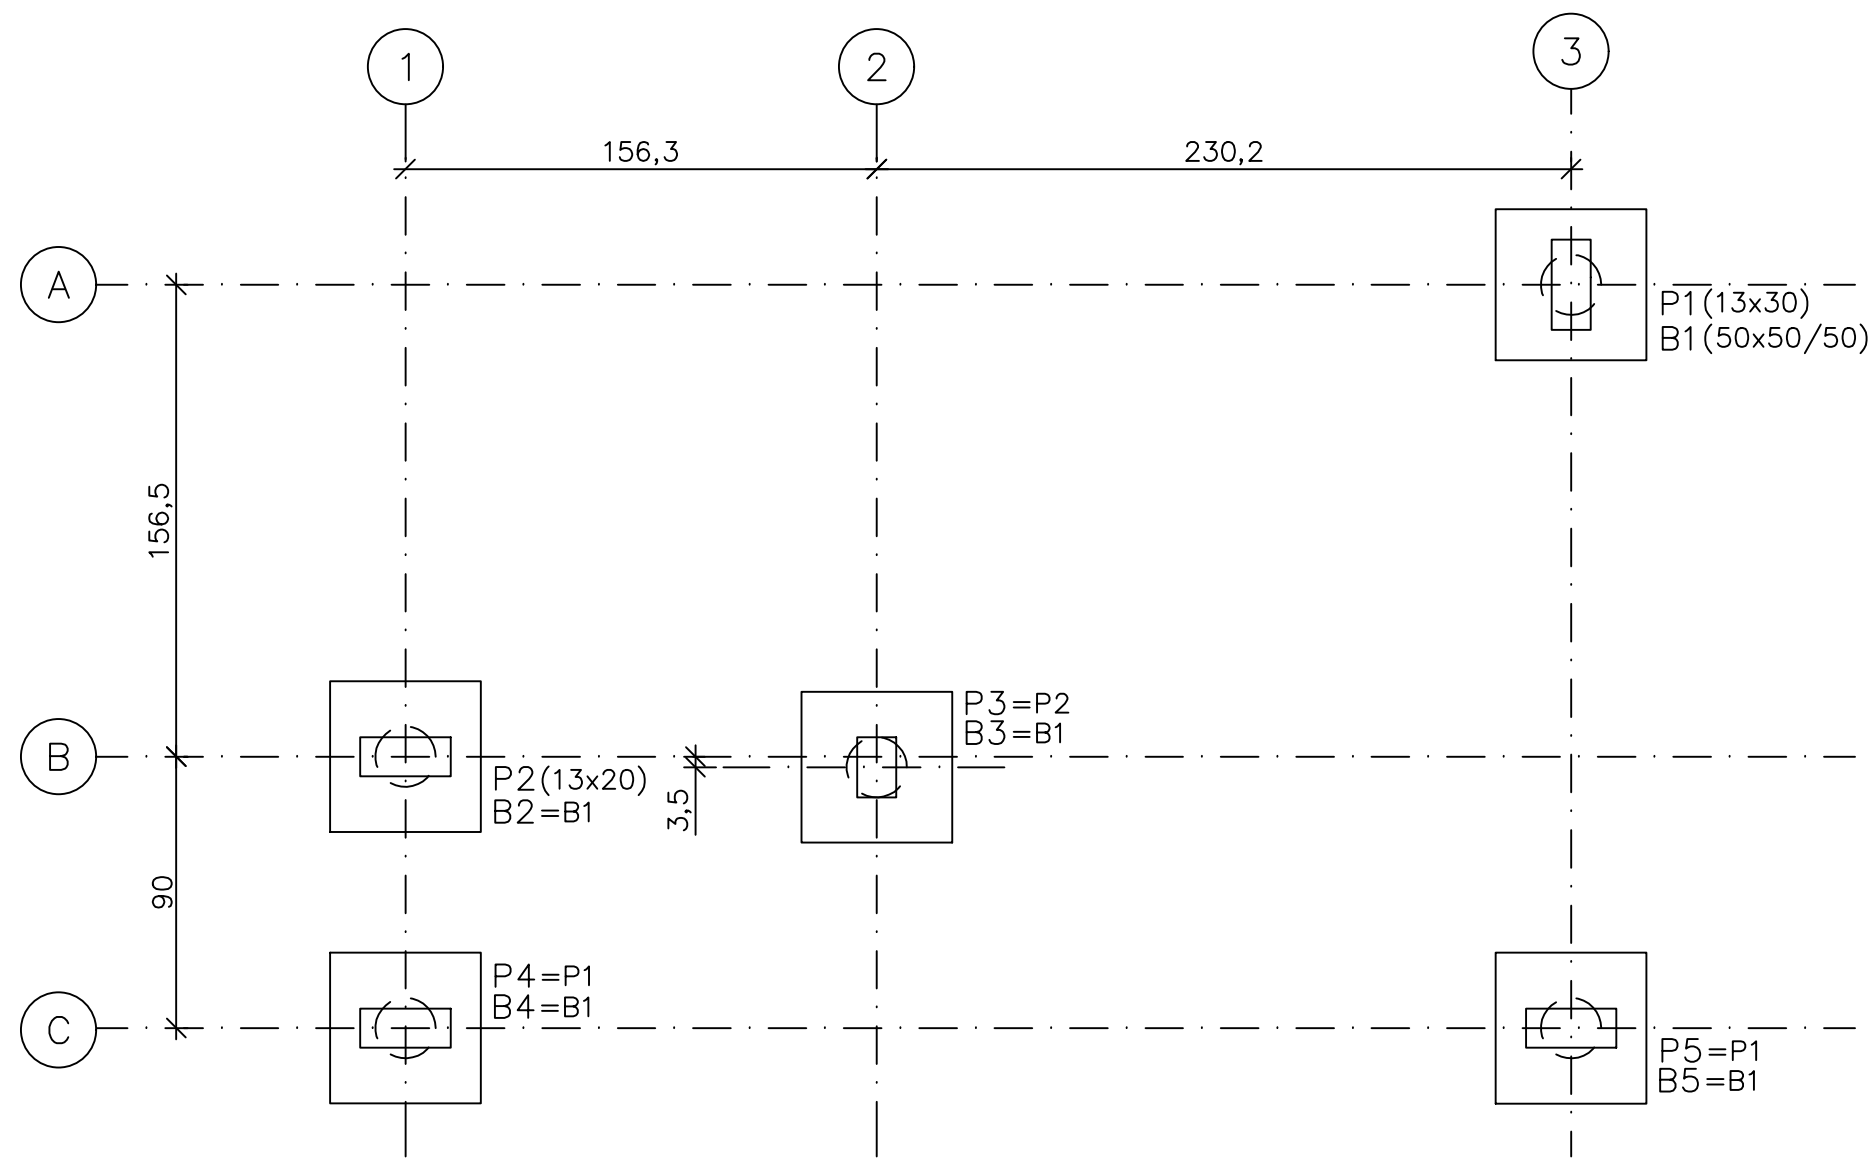 1
2
3
156,3
230,2
A
P1(13x30)
B1(50x50/50)
156,5
B
P3=P2
B3=B1
P2(13x20)
B2=B1
3,5
90
P4=P1
B4=B1
C
P5=P1
B5=B1